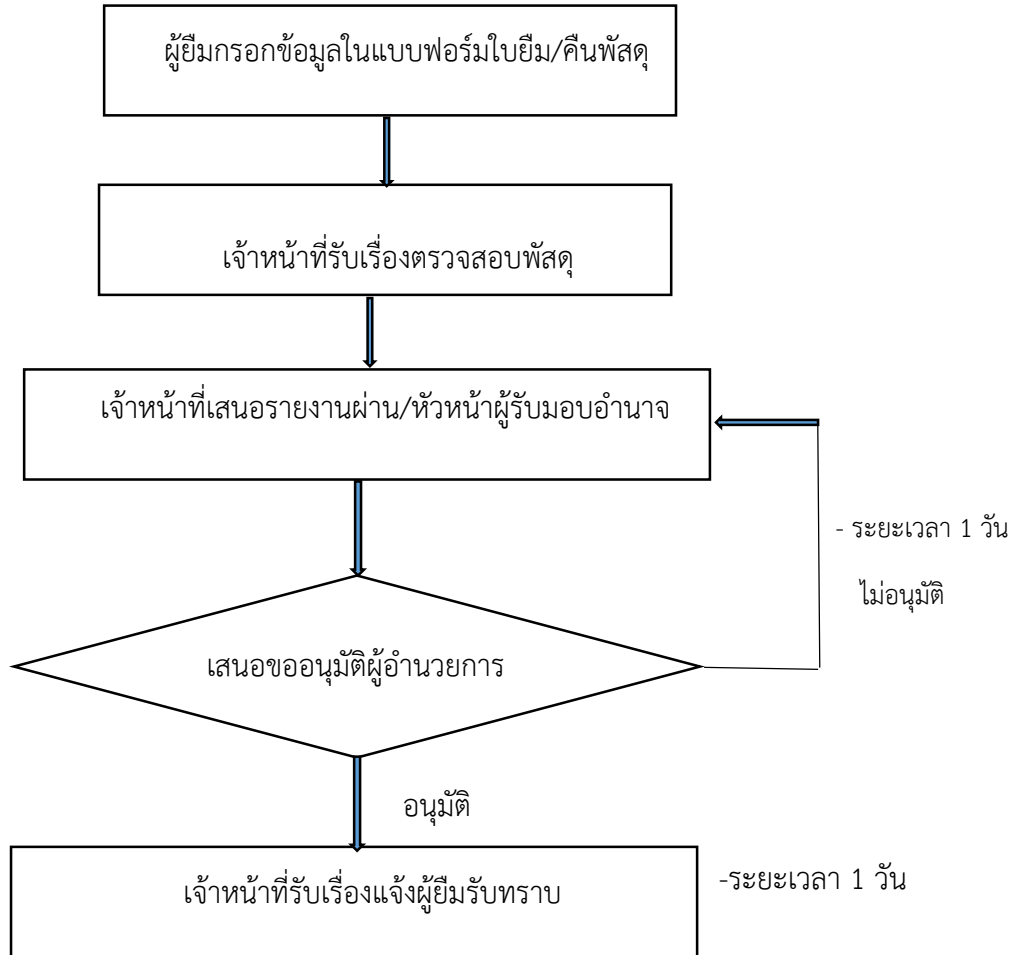 ผู้ยืมกรอกข้อมูลในแบบฟอร์มใบยืม/คืนพัสดุ
เจ้าหน้าที่รับเรื่องตรวจสอบพัสดุ
เจ้าหน้าที่เสนอรายงานผ่าน/หัวหน้าผู้รับมอบอำนาจ
- ระยะเวลา 1 วัน
ไม่อนุมัติ
เสนอขออนุมัติผู้อำนวยการ
อนุมัติ
เจ้าหน้าที่รับเรื่องแจ้งผู้ยืมรับทราบ
-ระยะเวลา 1 วัน